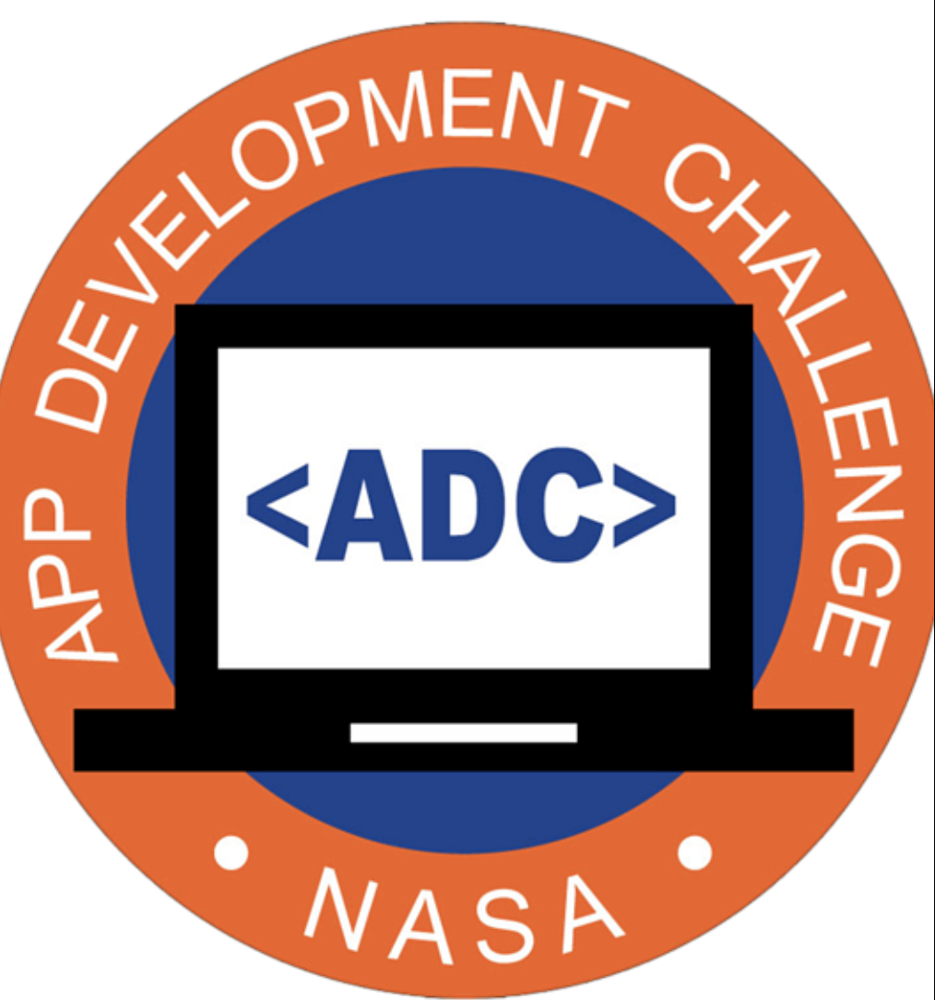 APP DEVELOPMENT CHALLENGE
<ADC>
• NASA •